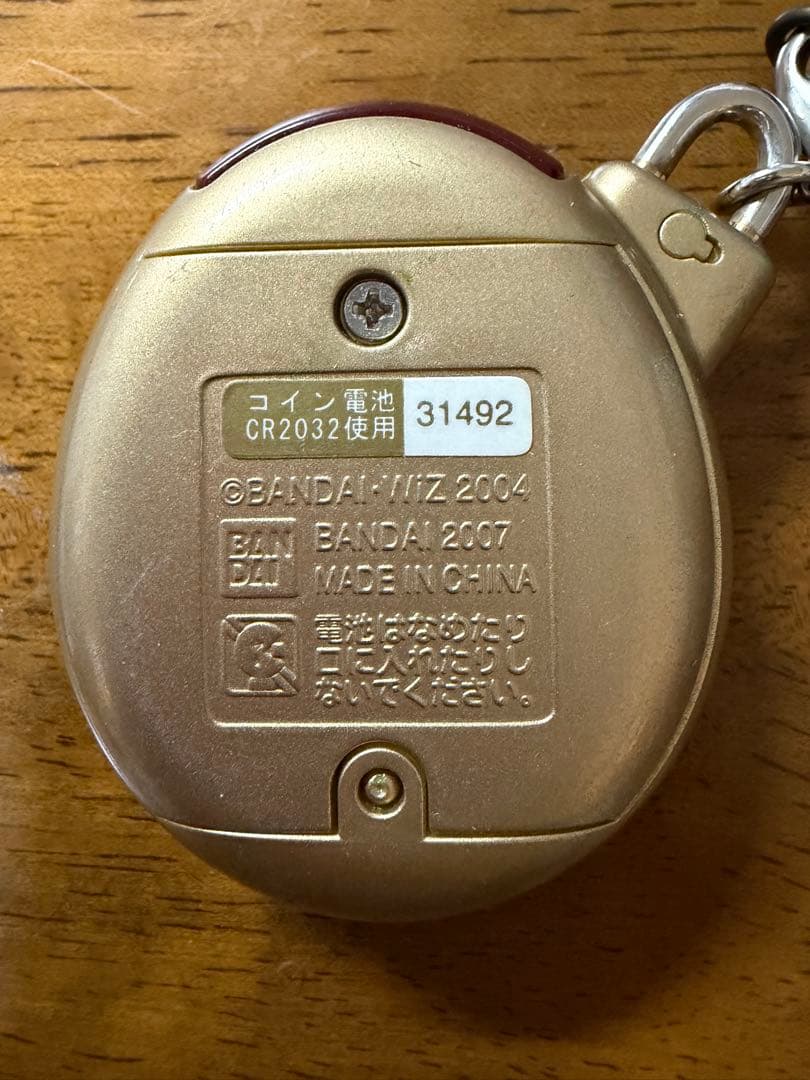 コイン電池
CR2032使用
31492
©BANDAI・WiZ 2004
BAN
DAI
BANDAI 2007
MADE IN CHINA
電池はなめたり
口に入れたりし
ないでください。